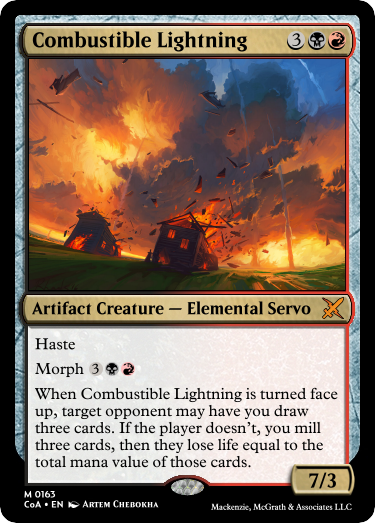 Combustible Lightning 3
Artifact Creature — Elemental Servo
Haste
Morph 3
When Combustible Lightning is turned face
up, target opponent may have you draw
three cards. If the player doesn't, you mill
three cards, then they lose life equal to the
total mana value of those cards.
7/3
M 0163
CoA • EN Artem Chebokha
Mackenzie, McGrath & Associates LLC